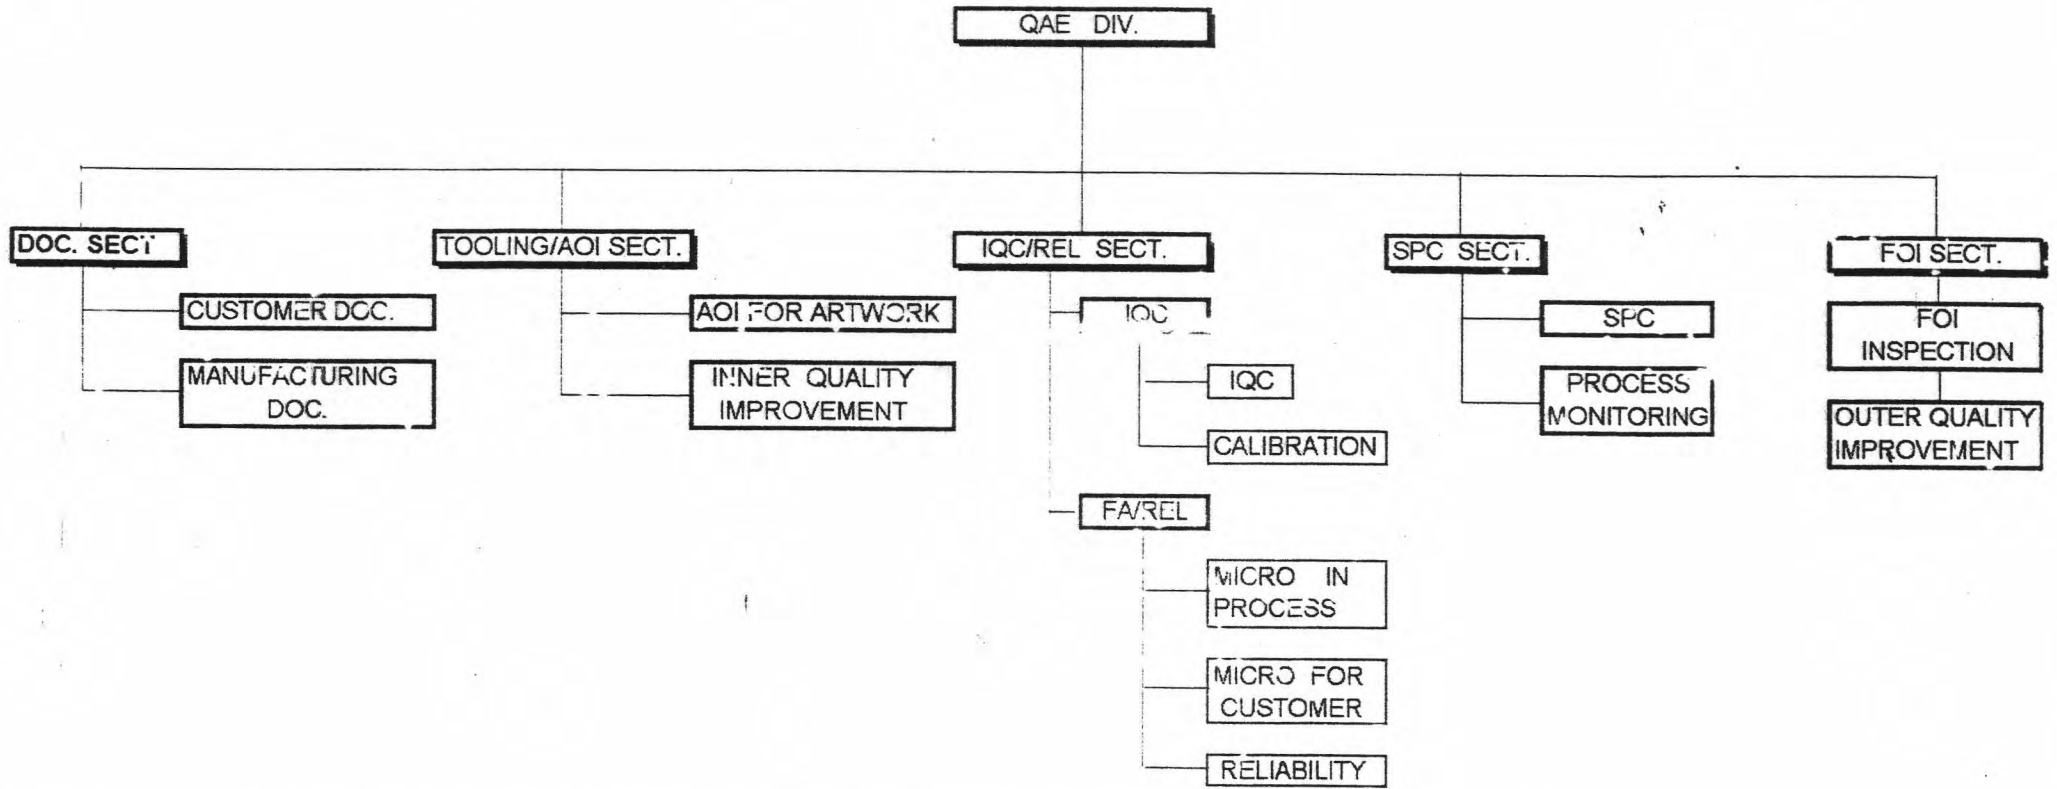 QAE DIV.
DOC. SECT
TOOLING/AOI SECT.
IQC/REL SECT.
SPC SECT.
FOI SECT.
CUSTOMER DOC.
MANUFACTURING
DOC.
AOI FOR ARTWORK
INNER QUALITY
IMPROVEMENT
IQC
IQC
CALIBRATION
FA/REL
MICRO IN
PROCESS
MICRO FOR
CUSTOMER
RELIABILITY
SPC
PROCESS
MONITORING
FOI
INSPECTION
OUTER QUALITY
IMPROVEMENT